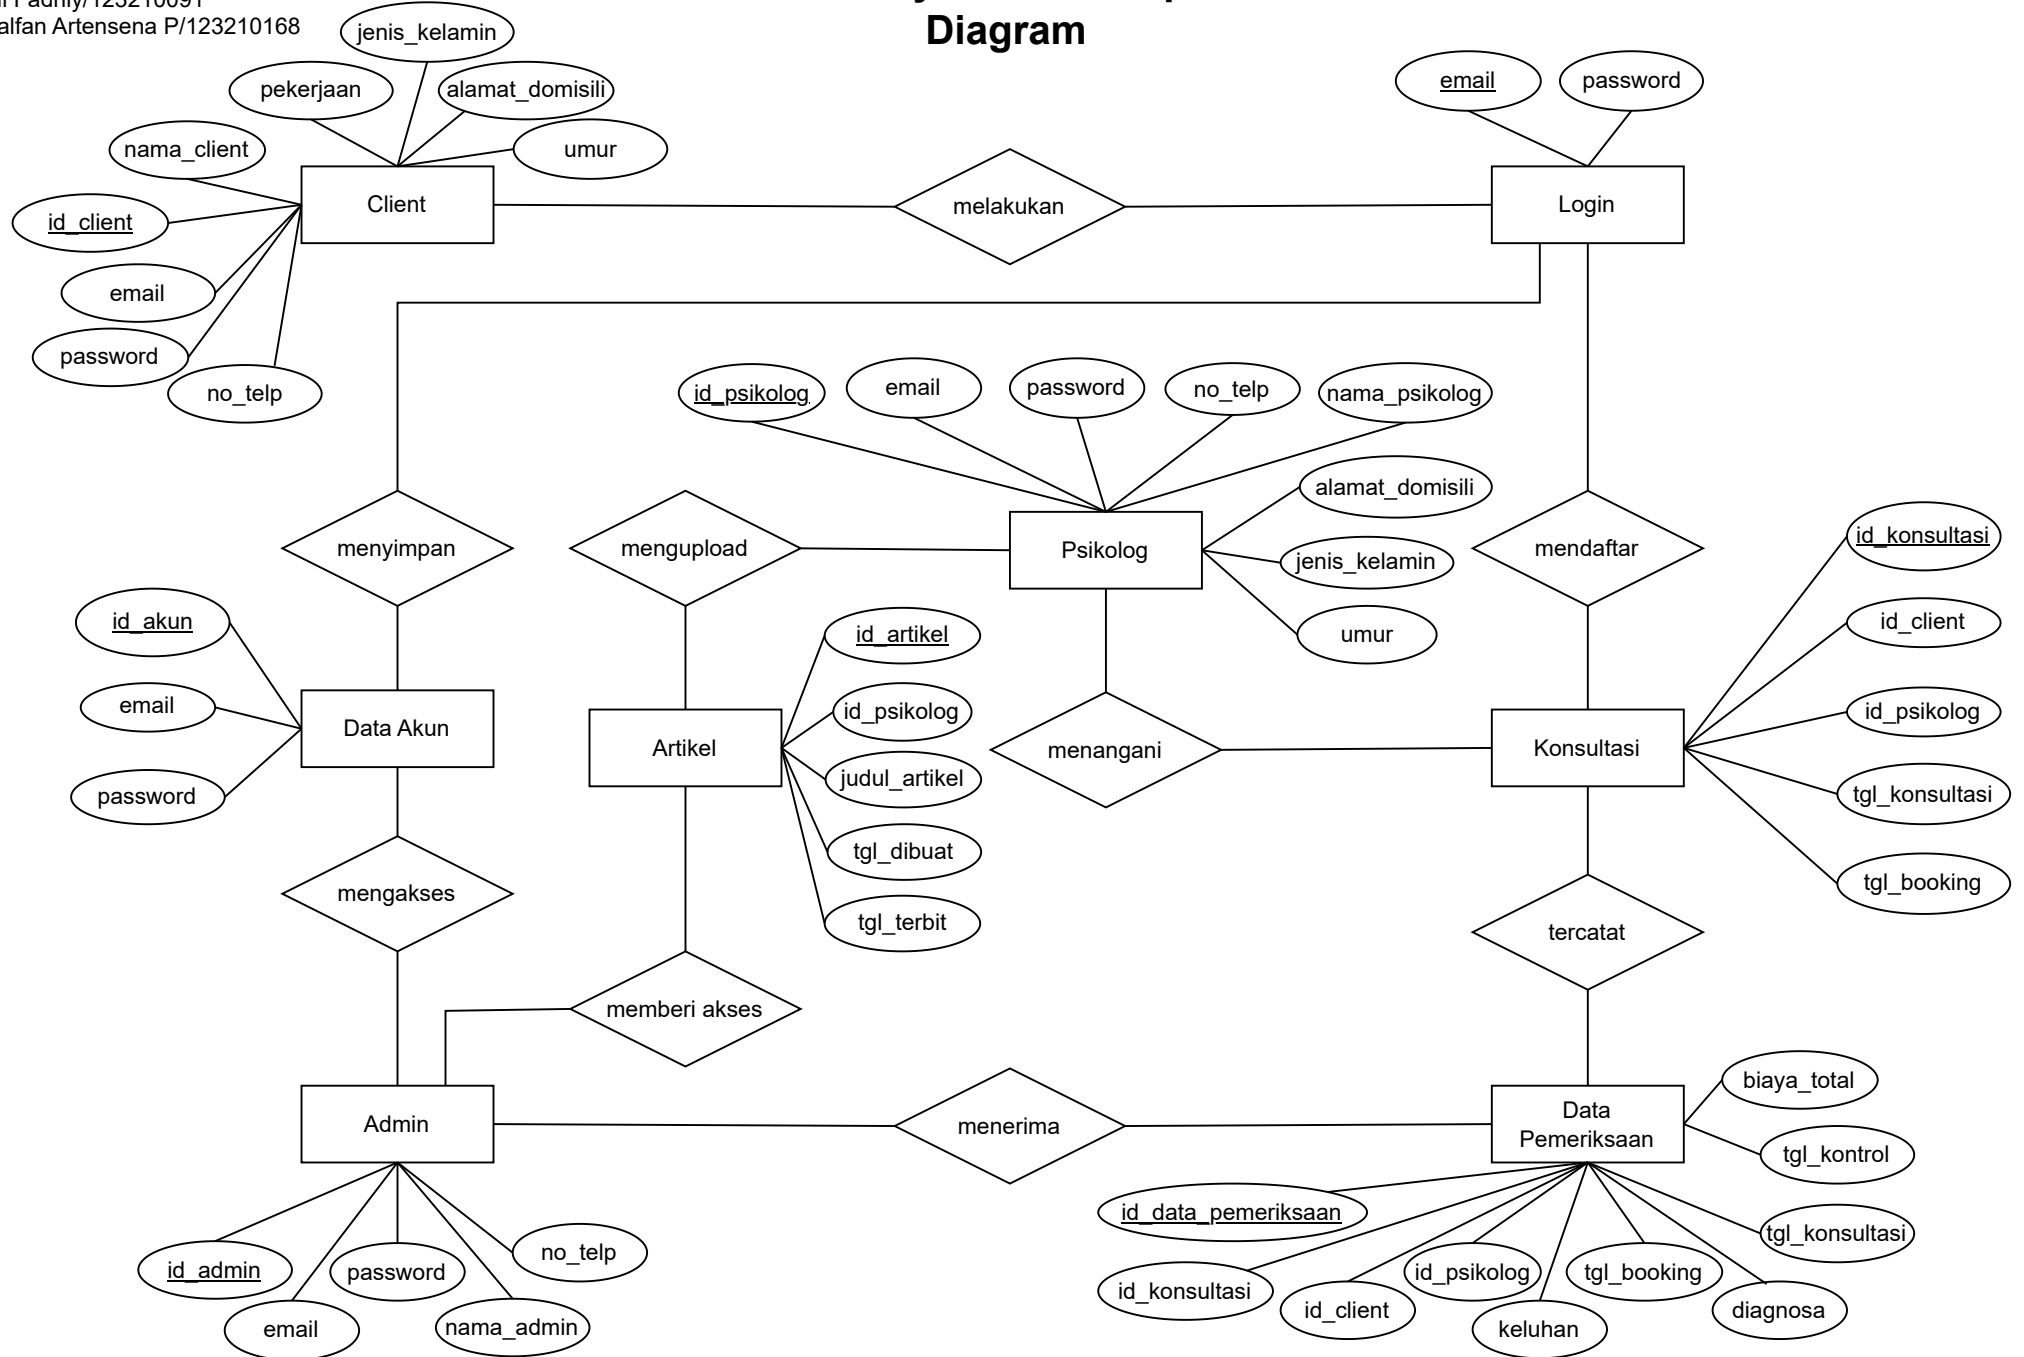 alfan Artensena P/123210168
Diagram
jenis_kelamin
pekerjaan
alamat_domisili
umur
nama_client
id_client
email
password
no_telp
Client
melakukan
email
password
Login
menyimpan
mengupload
id_psikolog
email
password
no_telp
nama_psikolog
Psikolog
alamat_domisili
jenis_kelamin
umur
mendaftar
id_akun
email
password
Data Akun
Artikel
id_artikel
id_psikolog
judul_artikel
tgl_dibuat
tgl_terbit
menangani
Konsultasi
id_konsultasi
id_client
id_psikolog
tgl_konsultasi
tgl_booking
mengakses
memberi akses
tercatat
Admin
menerima
Data
Pemeriksaan
biaya_total
tgl_kontrol
tgl_konsultasi
id_admin
email
password
nama_admin
no_telp
id_data_pemeriksaan
id_konsultasi
id_client
id_psikolog
keluhan
tgl_booking
diagnosa